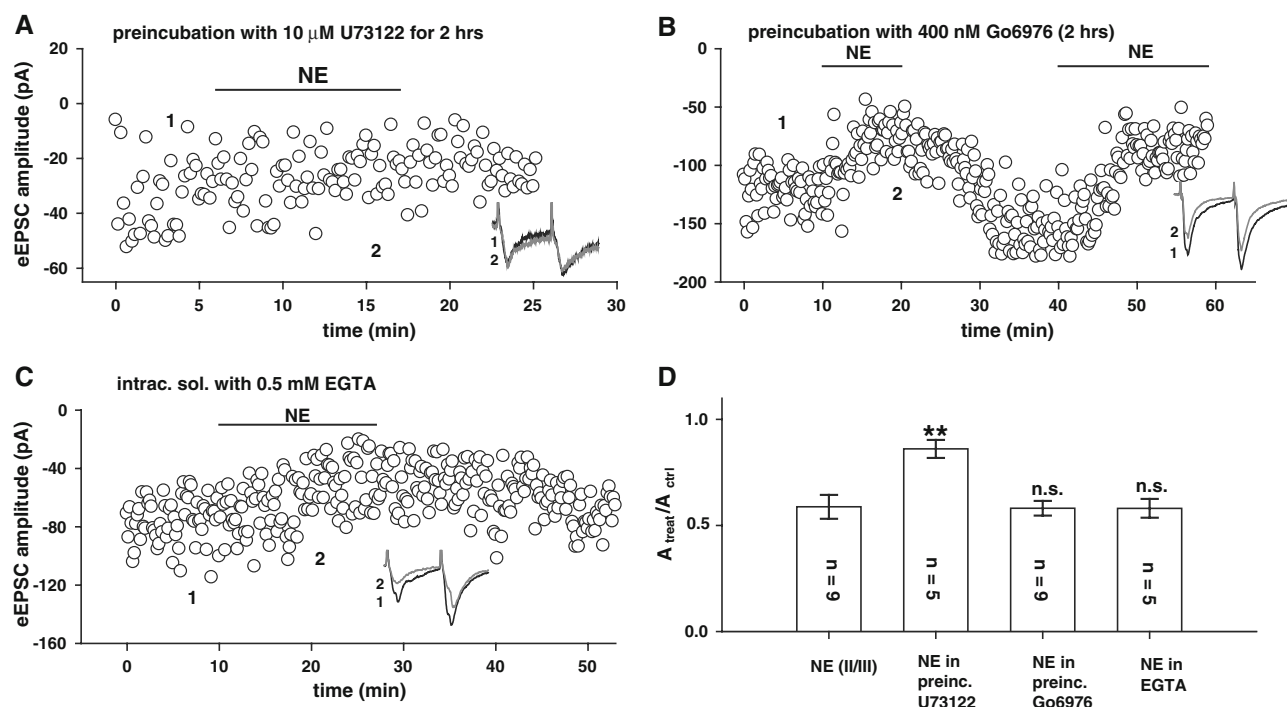 A
preincubation with 10 μM U73122 for 2 hrs
20
0
-20
-40
-60
eEPSC amplitude (pA)
NE
1
2
1
2
0
5
10
15
20
25
30
time (min)
B
preincubation with 400 nM Go6976 (2 hrs)
-0
-50
-100
-150
-200
eEPSC amplitude (pA)
NE
NE
1
2
2
1
0
10
20
30
40
50
60
time (min)
C
intrac. sol. with 0.5 mM EGTA
0
-40
-80
-120
-160
eEPSC amplitude (pA)
NE
1
2
2
1
0
10
20
30
40
50
time (min)
D
1.0
0.5
0.0
A treat/A ctrl
**
n.s.
n.s.
n = 9
n = 5
n = 9
n = 5
NE (II/III)
NE in
preinc.
U73122
NE in
preinc.
Go6976
NE in
EGTA